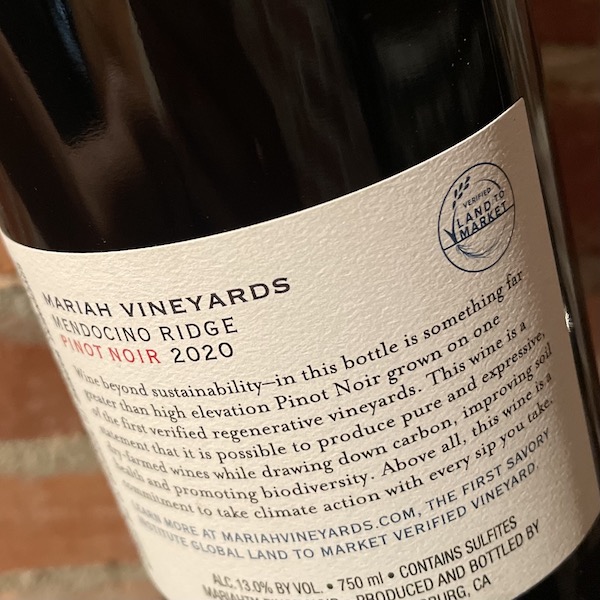 VERIFIED
LAND TO
MARKET
MARIAH VINEYARDS
MENDOCINO RIDGE
PINOT NOIR 2020
Wine beyond sustainability—in this bottle is something far
greater than high elevation Pinot Noir grown on one
of the first verified regenerative vineyards. This wine is a
statement that it is possible to produce pure and expressive,
dry-farmed wines while drawing down carbon, improving soil
health and promoting biodiversity. Above all, this wine is a
commitment to take climate action with every sip you take.
LEARN MORE AT MARIAHVINEYARDS.COM, THE FIRST SAVORY
INSTITUTE GLOBAL LAND TO MARKET VERIFIED VINEYARD.
ALC. 13.0% BY VOL. • 750 ml • CONTAINS SULFITES
PRODUCED AND BOTTLED BY
CA